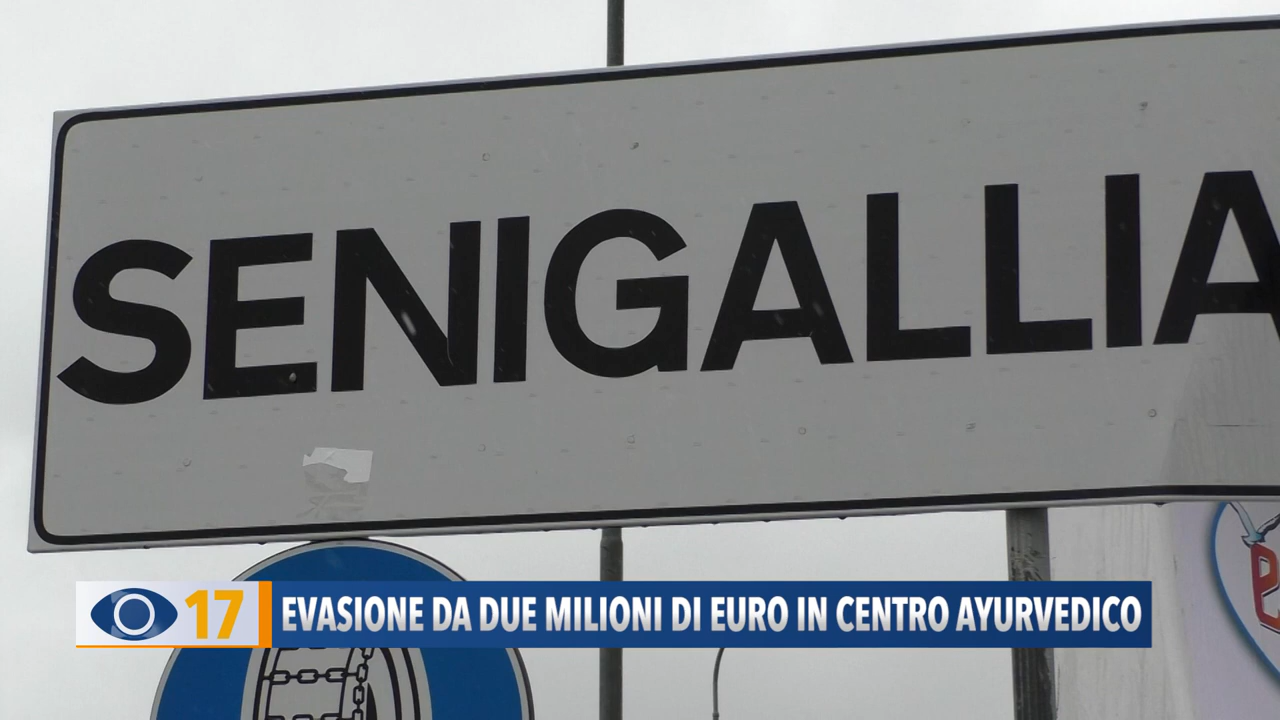 SENIGALLIA
17 EVASIONE DA DUE MILIONI DI EURO IN CENTRO AYURVEDICO